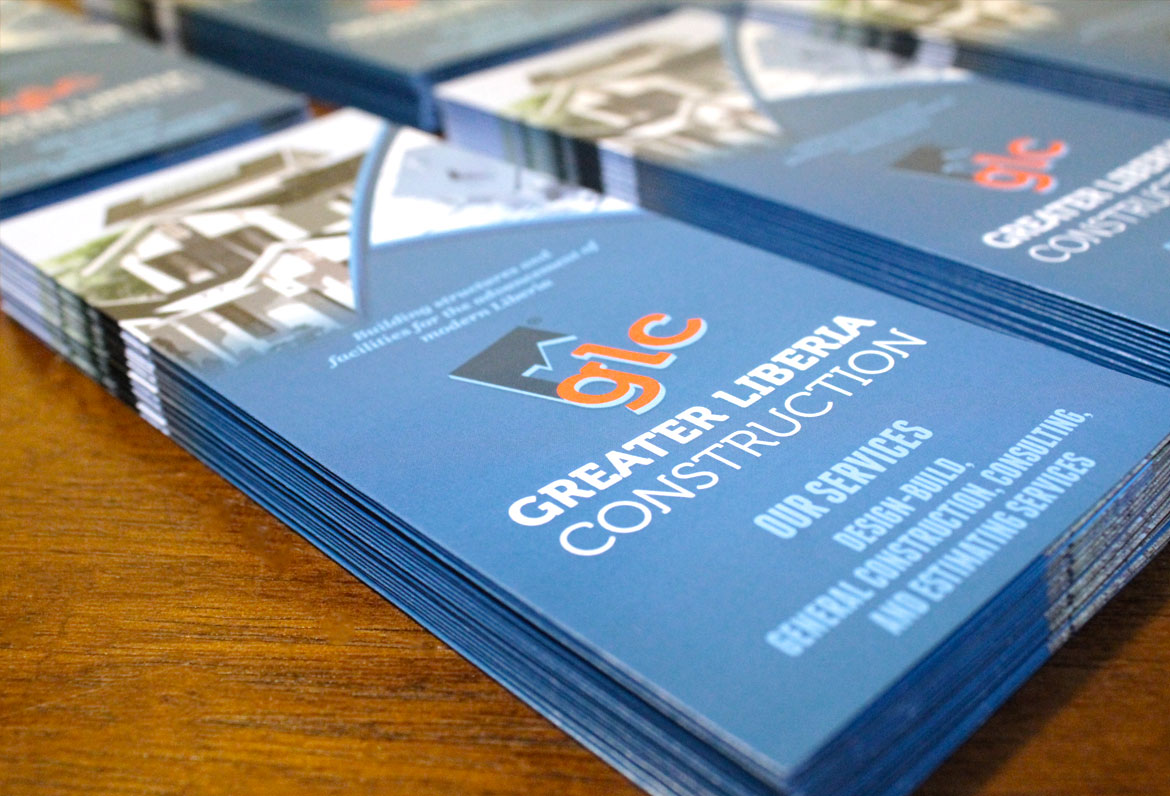 Building structures and
facilities for the advancement of
modern Liberia
glc
GREATER LIBERIA
CONSTRUCTION
OUR SERVICES
DESIGN-BUILD,
GENERAL CONSTRUCTION, CONSULTING,
AND ESTIMATING SERVICES
glc
GREATER LIBERIA